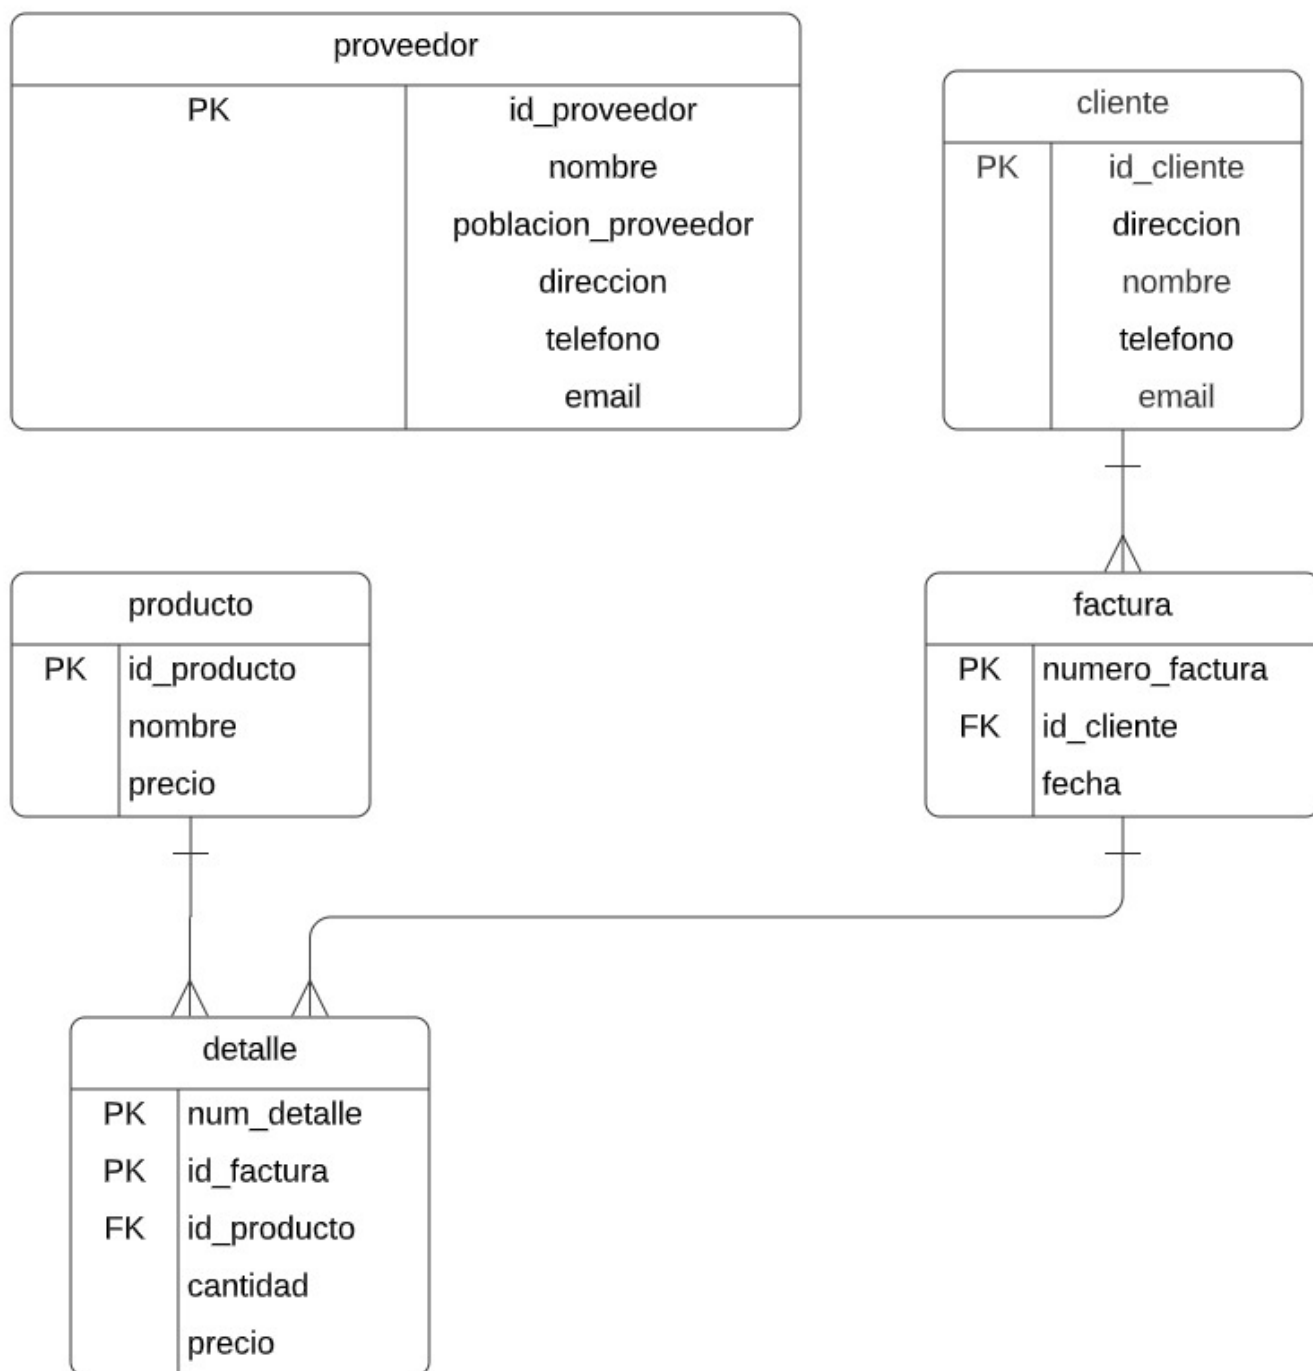 proveedor
PK id_proveedor
nombre
poblacion_proveedor
direccion
telefono
email
cliente
PK id_cliente
direccion
nombre
telefono
email
producto
PK id_producto
nombre
precio
factura
PK numero_factura
FK id_cliente
fecha
detalle
PK num_detalle
PK id_factura
FK id_producto
cantidad
precio